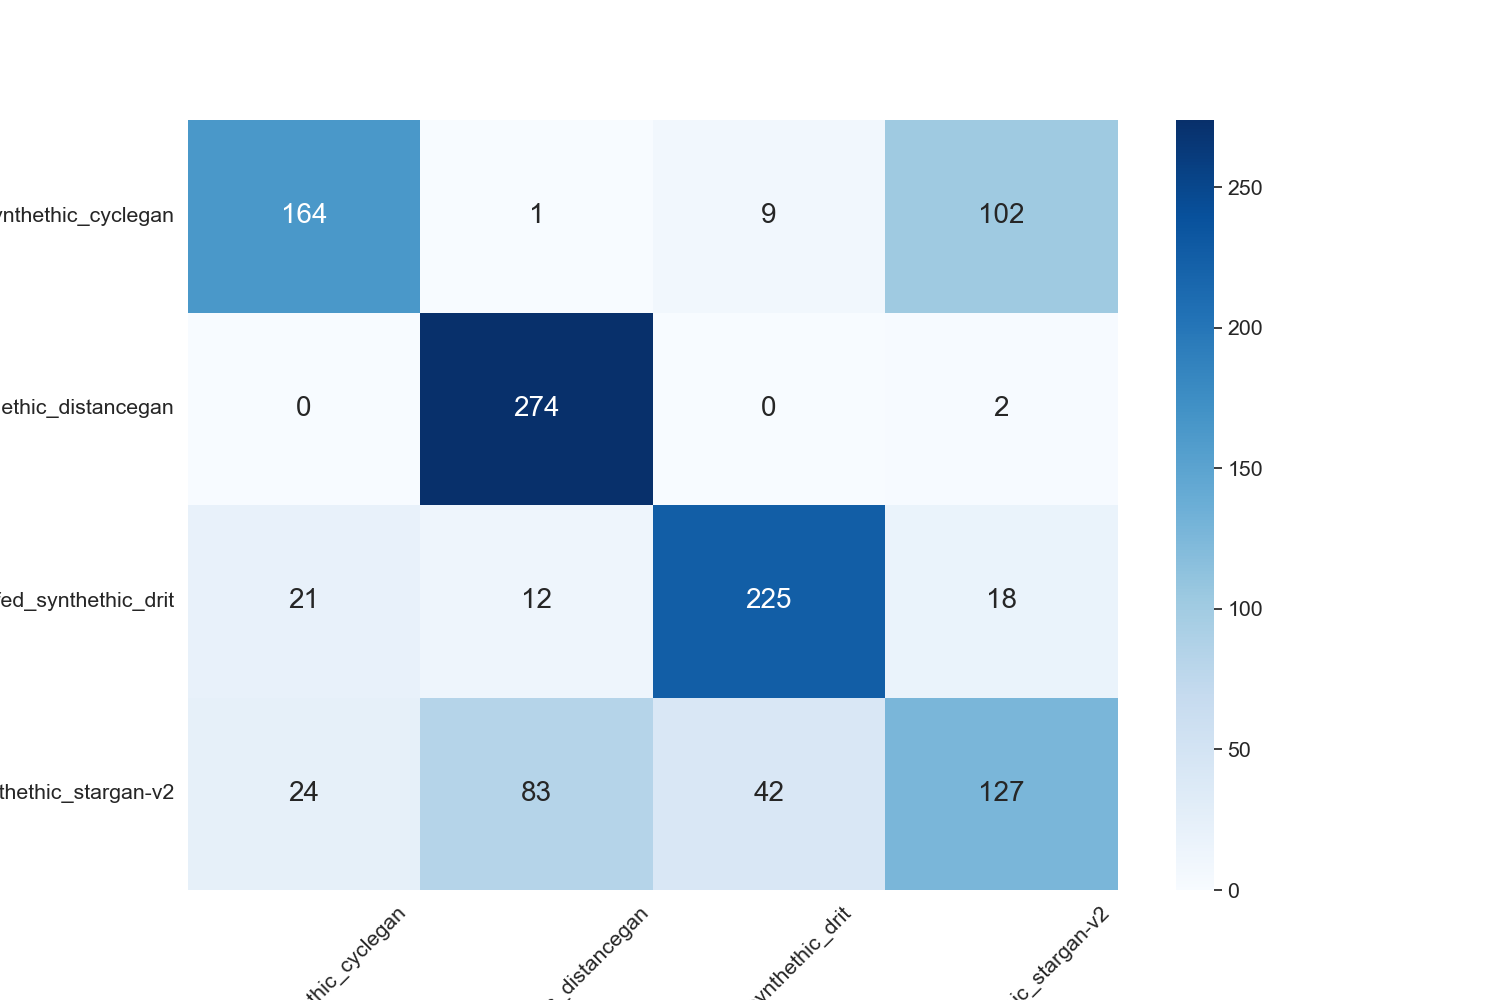 ynthethic_cyclegan 164 1 9 102
ethic_distancegan 0 274 0 2
fed_synthethic_drit 21 12 225 18
thethic_stargan-v2 24 83 42 127
thic_cyclegan
_distancegan
ynthethic_drit
ic_stargan-v2
250
200
150
100
50
0